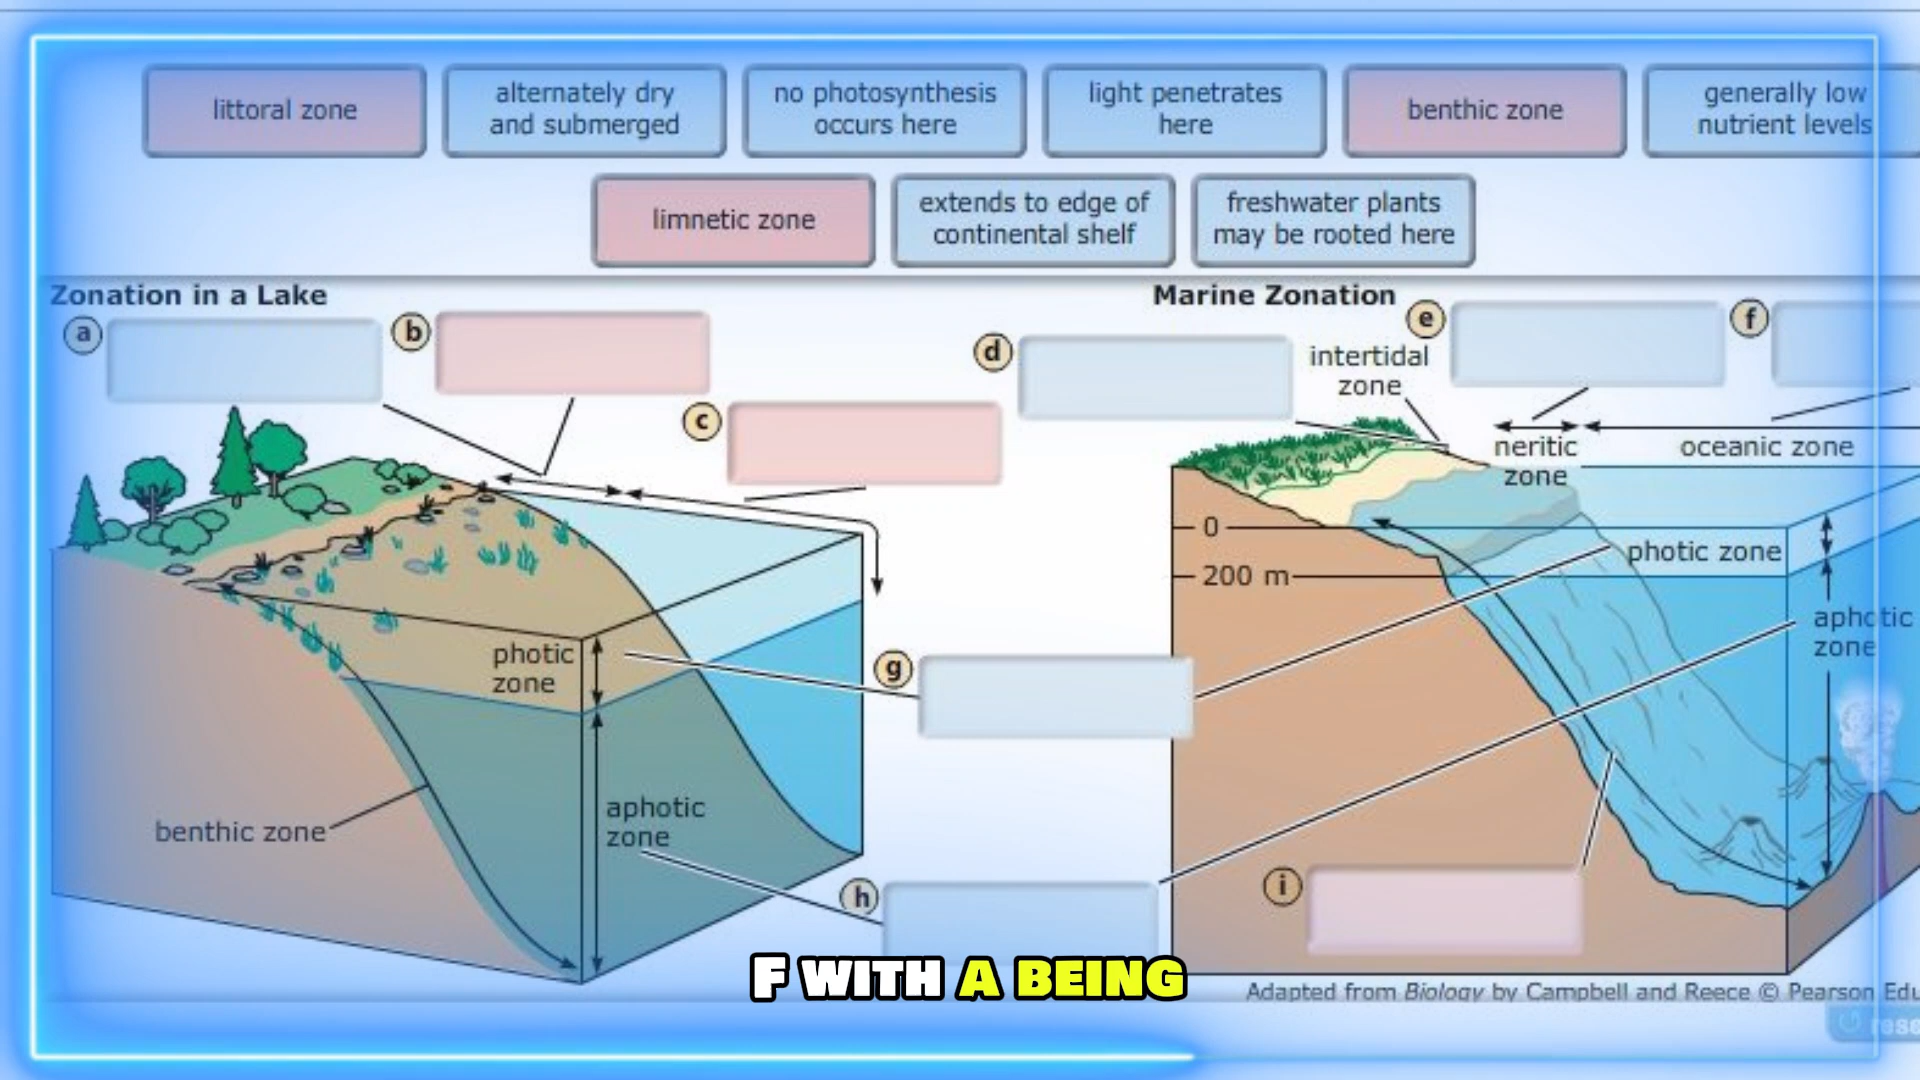 littoral zone
alternately dry
and submerged
no photosynthesis
occurs here
light penetrates
here
benthic zone
generally low
nutrient levels
limnetic zone
extends to edge of
continental shelf
freshwater plants
may be rooted here
Zonation in a Lake
a
b
c
photic
zone
aphotic
zone
benthic zone
g
h
Marine Zonation
d
intertidal
zone
e
f
neritic
zone
oceanic zone
0
200 m
photic zone
aphotic
zone
i
F WITH A BEING
Adapted from Biology by Campbell and Reece © Pearson Edu
rese